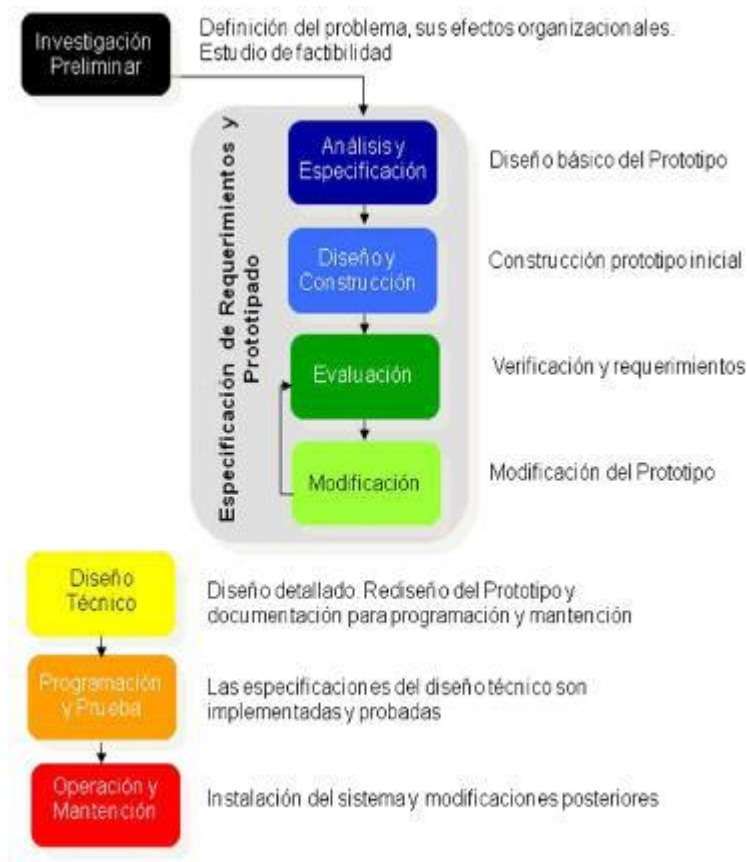 Investigación
Preliminar
Definición del problema, sus efectos organizacionales.
Estudio de factibilidad
Especificación de Requerimientos y
Prototipado
Análisis y
Especificación
Diseño básico del Prototipo
Diseño y
Construcción
Construcción prototipo inicial
Evaluación
Verificación y requerimientos
Modificación
Modificación del Prototipo
Diseño
Técnico
Diseño detallado. Rediseño del Prototipo y
documentación para programación y mantención
Programación
y Prueba
Las especificaciones del diseño técnico son
implementadas y probadas
Operación y
Mantención
Instalación del sistema y modificaciones posteriores